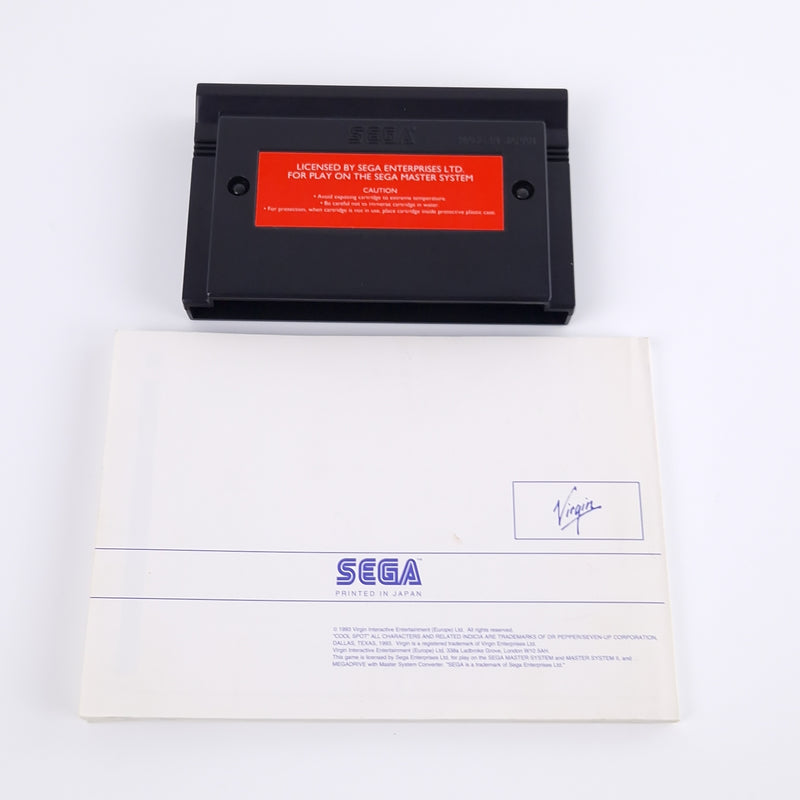 SEGA
MADE IN JAPAN
LICENSED BY SEGA ENTERPRISES LTD.
FOR PLAY ON THE SEGA MASTER SYSTEM
CAUTION
• Avoid exposing cartridge to extreme temperature.
• Be careful not to immerse cartridge in water.
• For protection, when cartridge is not in use, place cartridge inside protective plastic case.
Virgin
SEGA™
PRINTED IN JAPAN
© 1993 Virgin Interactive Entertainment (Europe) Ltd. All rights reserved.
"COOL SPOT" ALL CHARACTERS AND RELATED INDICIA ARE TRADEMARKS OF DR PEPPER/SEVEN-UP CORPORATION,
DALLAS, TEXAS, 1993. Virgin is a registered trademark of Virgin Enterprises Ltd.
Virgin Interactive Entertainment (Europe) Ltd. 338a Ladbroke Grove, London W10 5AH.
This game is licensed by Sega Enterprises Ltd. for play on the SEGA MASTER SYSTEM and MASTER SYSTEM II, and
MEGADRIVE with Master System Converter. "SEGA is a trademark of Sega Enterprises Ltd."